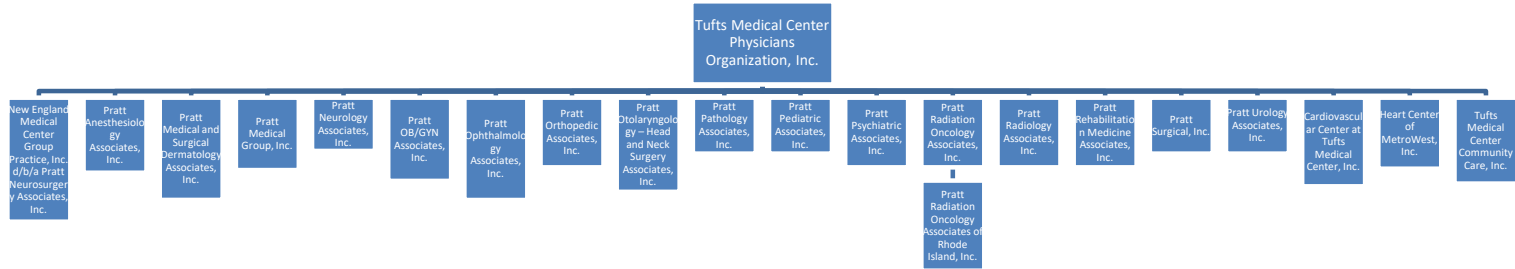 Tufts Medical Center
Physicians
Organization, Inc.
New England
Medical
Center
Group
Practice, Inc.
d/b/a Pratt
Neurosurger
y Associates,
Inc.
Pratt
Anesthesiolo
gy
Associates,
Inc.
Pratt
Medical and
Surgical
Dermatology
Associates,
Inc.
Pratt
Medical
Group, Inc.
Pratt
Neurology
Associates,
Inc.
Pratt
OB/GYN
Associates,
Inc.
Pratt
Ophthalmolo
gy
Associates,
Inc.
Pratt
Orthopedic
Associates,
Inc.
Pratt
Otolaryngolo
gy – Head
and Neck
Surgery
Associates,
Inc.
Pratt
Pathology
Associates,
Inc.
Pratt
Pediatric
Associates,
Inc.
Pratt
Psychiatric
Associates,
Inc.
Pratt
Radiation
Oncology
Associates,
Inc.
Pratt
Radiology
Associates,
Inc.
Pratt
Rehabilitatio
n Medicine
Associates,
Inc.
Pratt
Surgical, Inc.
Pratt Urology
Associates,
Inc.
Cardiovascul
ar Center at
Tufts
Medical
Center, Inc.
Heart Center
of
MetroWest,
Inc.
Tufts
Medical
Center
Community
Care, Inc.
Pratt
Radiation
Oncology
Associates of
Rhode
Island, Inc.